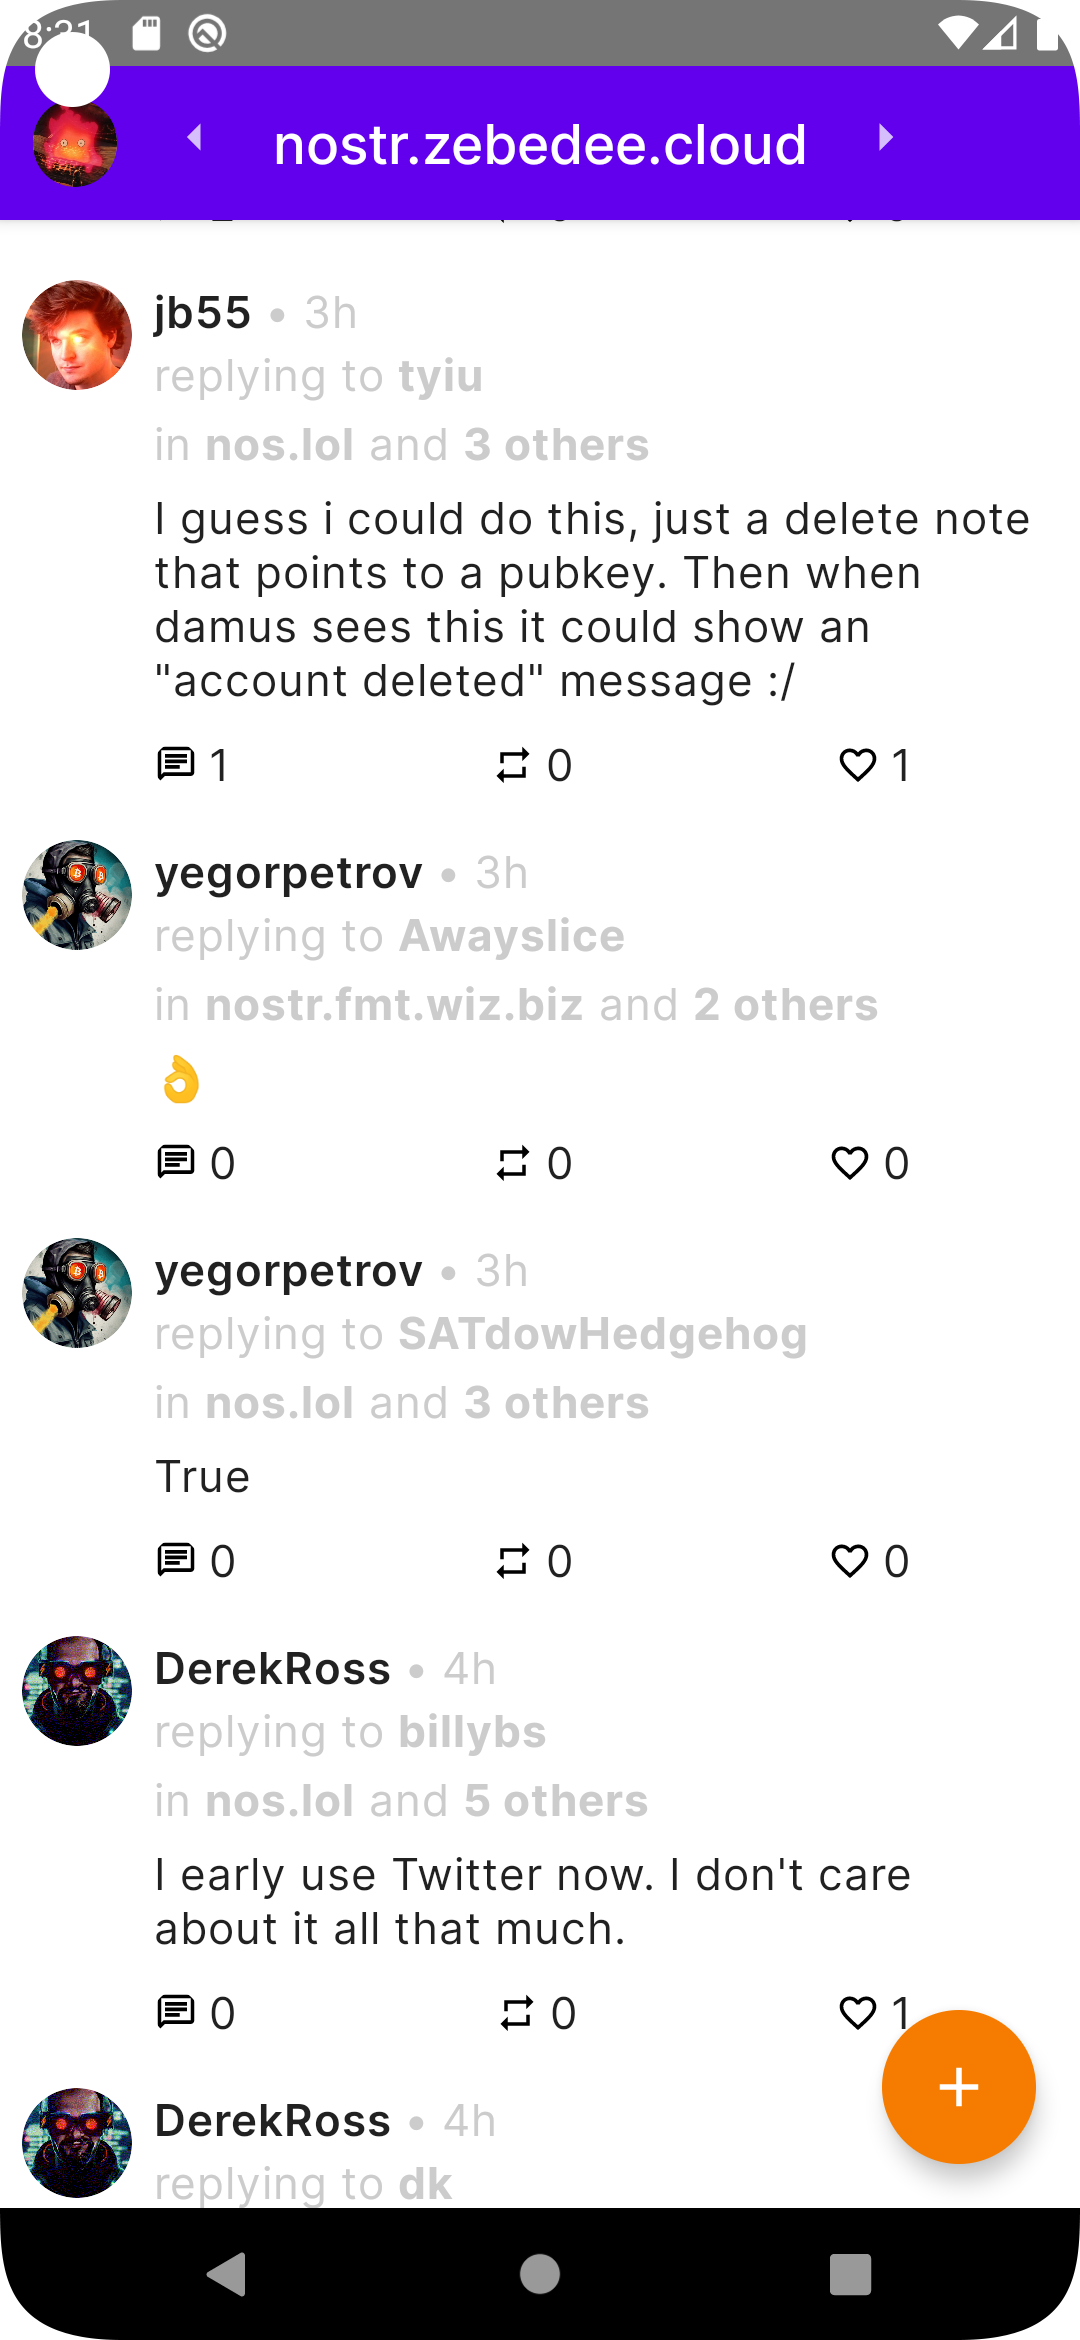 8:31
nostr.zebedee.cloud
jb55 • 3h
replying to tyiu
in nos.lol and 3 others
I guess i could do this, just a delete note
that points to a pubkey. Then when
damus sees this it could show an
"account deleted" message :/
1 0 1
yegorpetrov • 3h
replying to Awayslice
in nostr.fmt.wiz.biz and 2 others
👌
0 0 0
yegorpetrov • 3h
replying to SATdowHedgehog
in nos.lol and 3 others
True
0 0 0
DerekRoss • 4h
replying to billybs
in nos.lol and 5 others
I early use Twitter now. I don't care
about it all that much.
0 0 1
DerekRoss • 4h
replying to dk